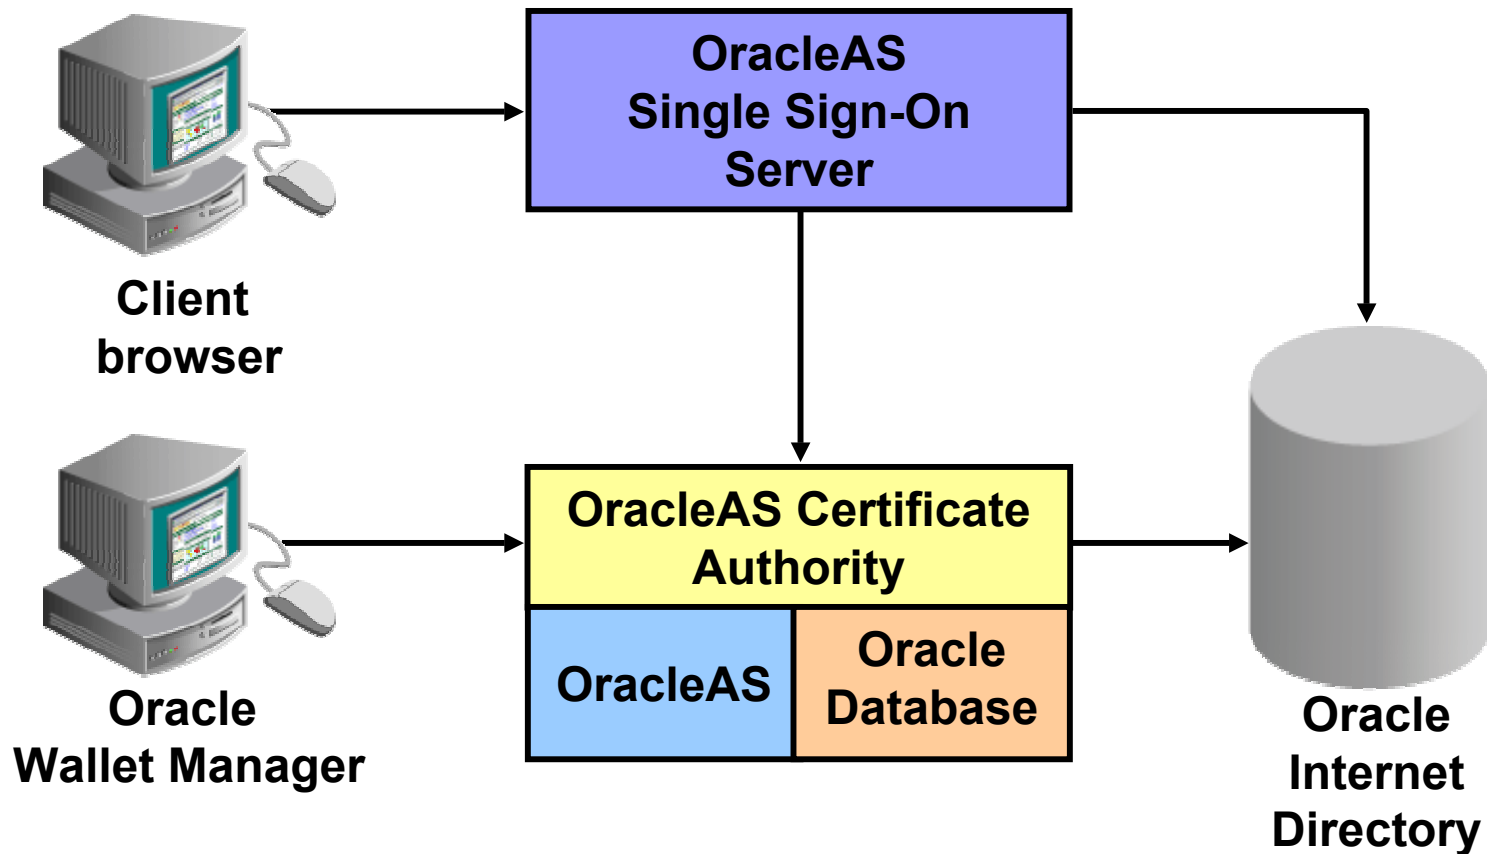 OracleAS
Single Sign-On
Server
Client
browser
OracleAS Certificate
Authority
OracleAS
Oracle
Database
Oracle
Wallet Manager
Oracle
Internet
Directory